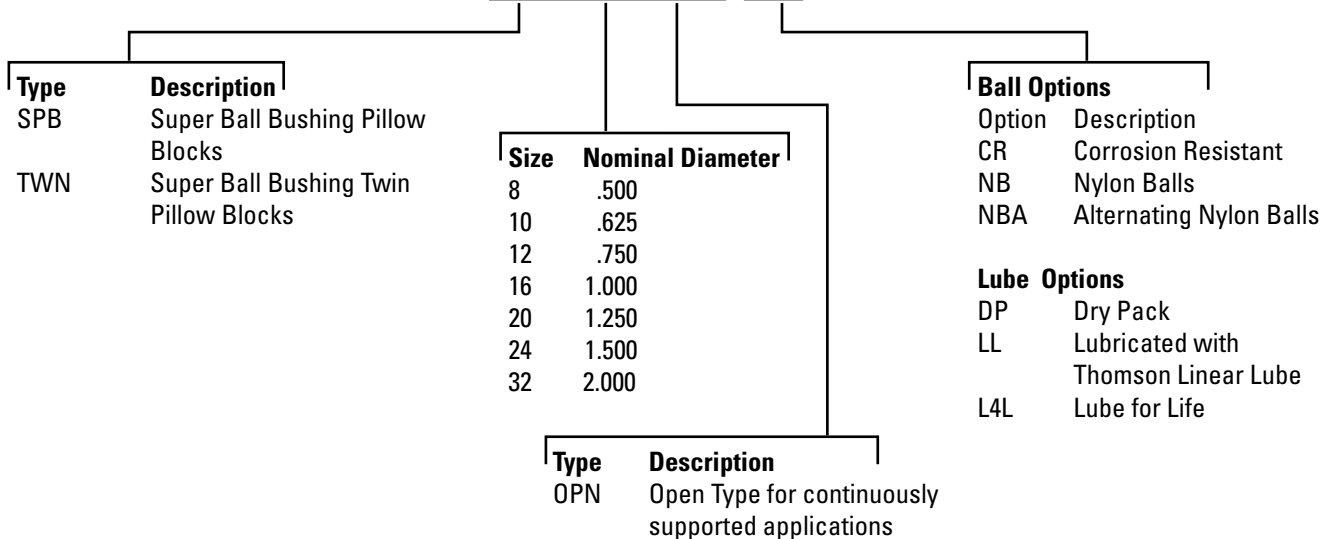 Type Description
SPB Super Ball Bushing Pillow
Blocks
TWN Super Ball Bushing Twin
Pillow Blocks
Size Nominal Diameter
8 .500
10 .625
12 .750
16 1.000
20 1.250
24 1.500
32 2.000
Type Description
OPN Open Type for continuously
supported applications
Ball Options
Option Description
CR Corrosion Resistant
NB Nylon Balls
NBA Alternating Nylon Balls
Lube Options
DP Dry Pack
LL Lubricated with
Thomson Linear Lube
L4L Lube for Life